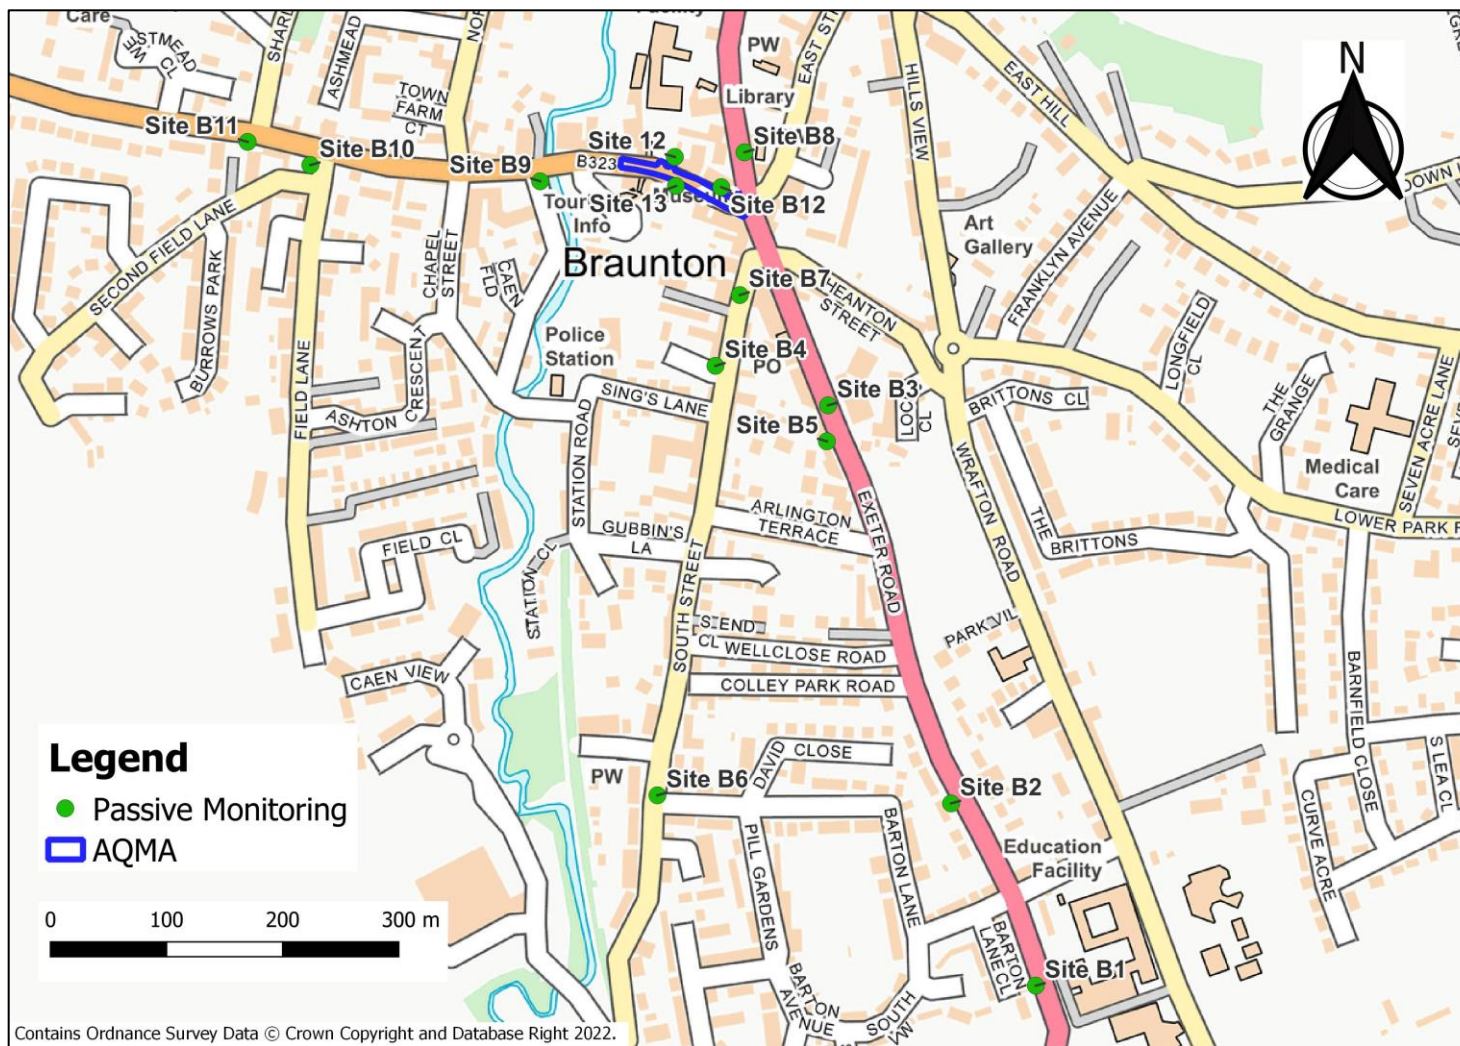 Care
STMEAD
WE
CL
SHARL
ASHMEAD
NOR
Facility
PW
EAST ST
Library
HILLS VIEW
EAST HILL
N
DOWN L
TOWN
FARM
CT
Site B11
Site B10
Site B9
B323
Site 12
Site B8
Site 13
Museum
Site B12
Tourist
Info
Art
Gallery
FRANKLYN AVENUE
SECOND FIELD LANE
BURROWS PARK
CHAPEL
STREET
CAEN
FLD
Braunton
Site B7
HEANTON
STREET
LONGFIELD
CL
Police
Station
Site B4
PO
FIELD LANE
ASHTON
CRESCENT
SING'S LANE
Site B3
LOC
CL
BRITTONS CL
THE
GRANGE
Site B5
STATION ROAD
WRAFTON ROAD
Medical
Care
SEVEN ACRE LANE
SEVE
LOWER PARK R
EXETER ROAD
ARLINGTON
TERRACE
THE
BRITTONS
FIELD CL
GUBBIN'S
LA
STATION CL
SOUTH STREET
S END
CL
WELLCLOSE ROAD
PARK VIL
COLLEY PARK ROAD
CAEN VIEW
BARNFIELD CLOSE
S LEA CL
DAVID CLOSE
PW
Site B6
Site B2
CURVE ACRE
PILL GARDENS
BARTON LANE
Education
Facility
BARTON
LANE CL
Site B1
BARTON
AVENUE
SOUTH
Legend
Passive Monitoring
AQMA
0 100 200 300 m
Contains Ordnance Survey Data © Crown Copyright and Database Right 2022.